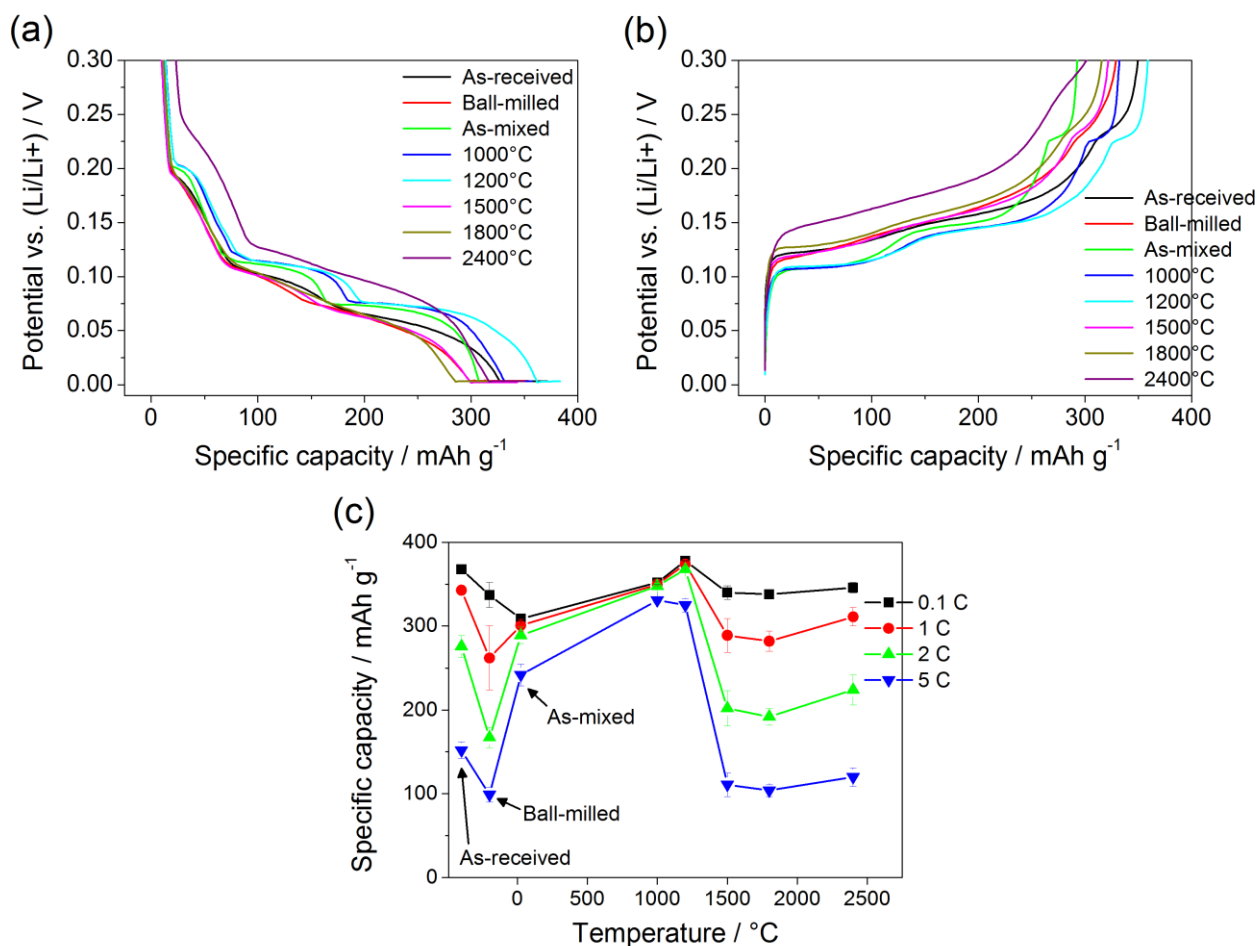 (a)
0.30
0.25
0.20
0.15
0.10
0.05
0.00
Potential vs. (Li/Li+) / V
As-received
Ball-milled
As-mixed
1000°C
1200°C
1500°C
1800°C
2400°C
0 100 200 300 400
Specific capacity / mAh g⁻¹
(b)
0.30
0.25
0.20
0.15
0.10
0.05
0.00
Potential vs. (Li/Li+) / V
As-received
Ball-milled
As-mixed
1000°C
1200°C
1500°C
1800°C
2400°C
0 100 200 300 400
Specific capacity / mAh g⁻¹
(c)
400
300
200
100
0
Specific capacity / mAh g⁻¹
0.1 C
1 C
2 C
5 C
As-mixed
Ball-milled
As-received
0 500 1000 1500 2000 2500
Temperature / °C